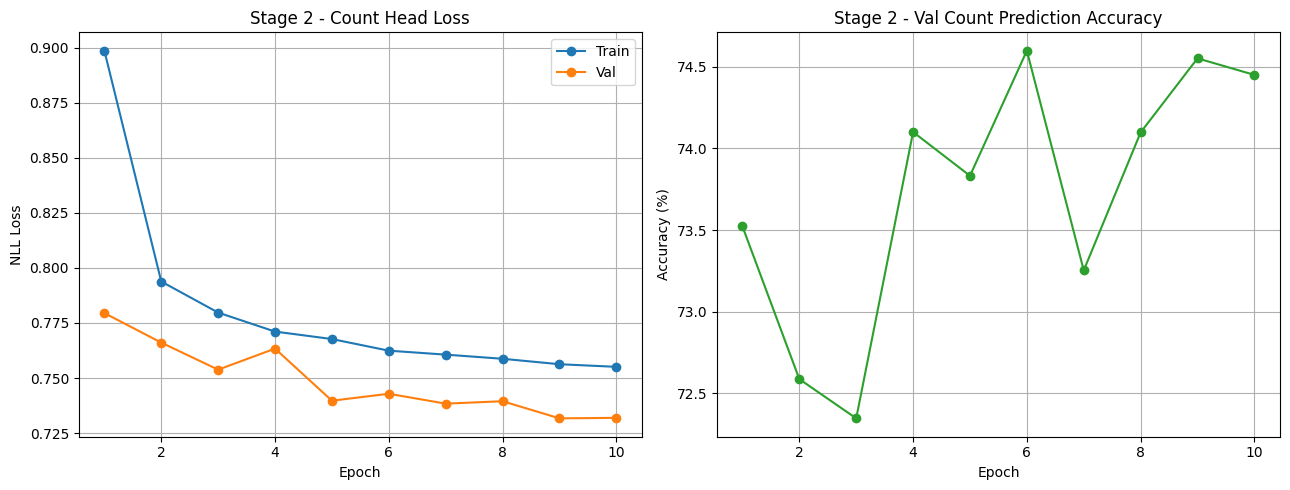 Stage 2 - Count Head Loss
NLL Loss
0.900
0.875
0.850
0.825
0.800
0.775
0.750
0.725
Train
Val
2
4
6
8
10
Epoch
Stage 2 - Val Count Prediction Accuracy
Accuracy (%)
74.5
74.0
73.5
73.0
72.5
2
4
6
8
10
Epoch